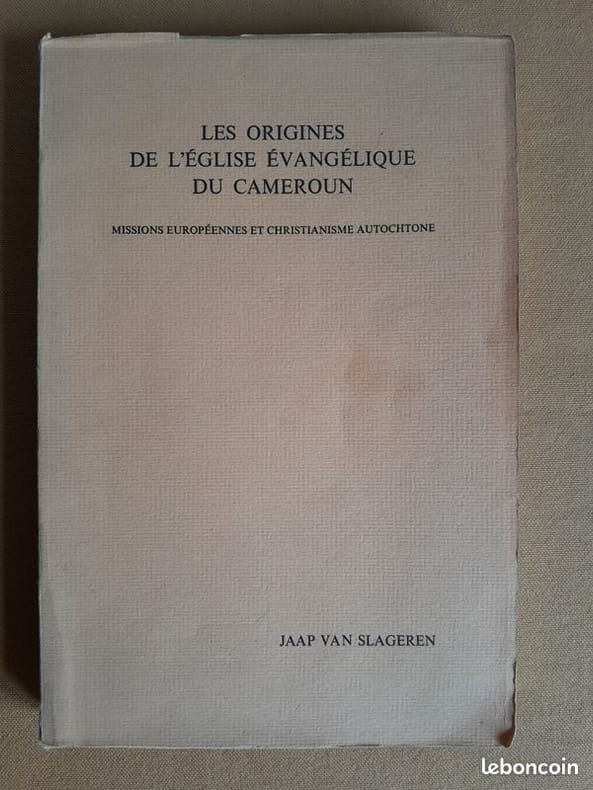 LES ORIGINES
DE L'ÉGLISE ÉVANGÉLIQUE
DU CAMEROUN
MISSIONS EUROPÉENNES ET CHRISTIANISME AUTOCHTONE
JAAP VAN SLAGEREN
leboncoin